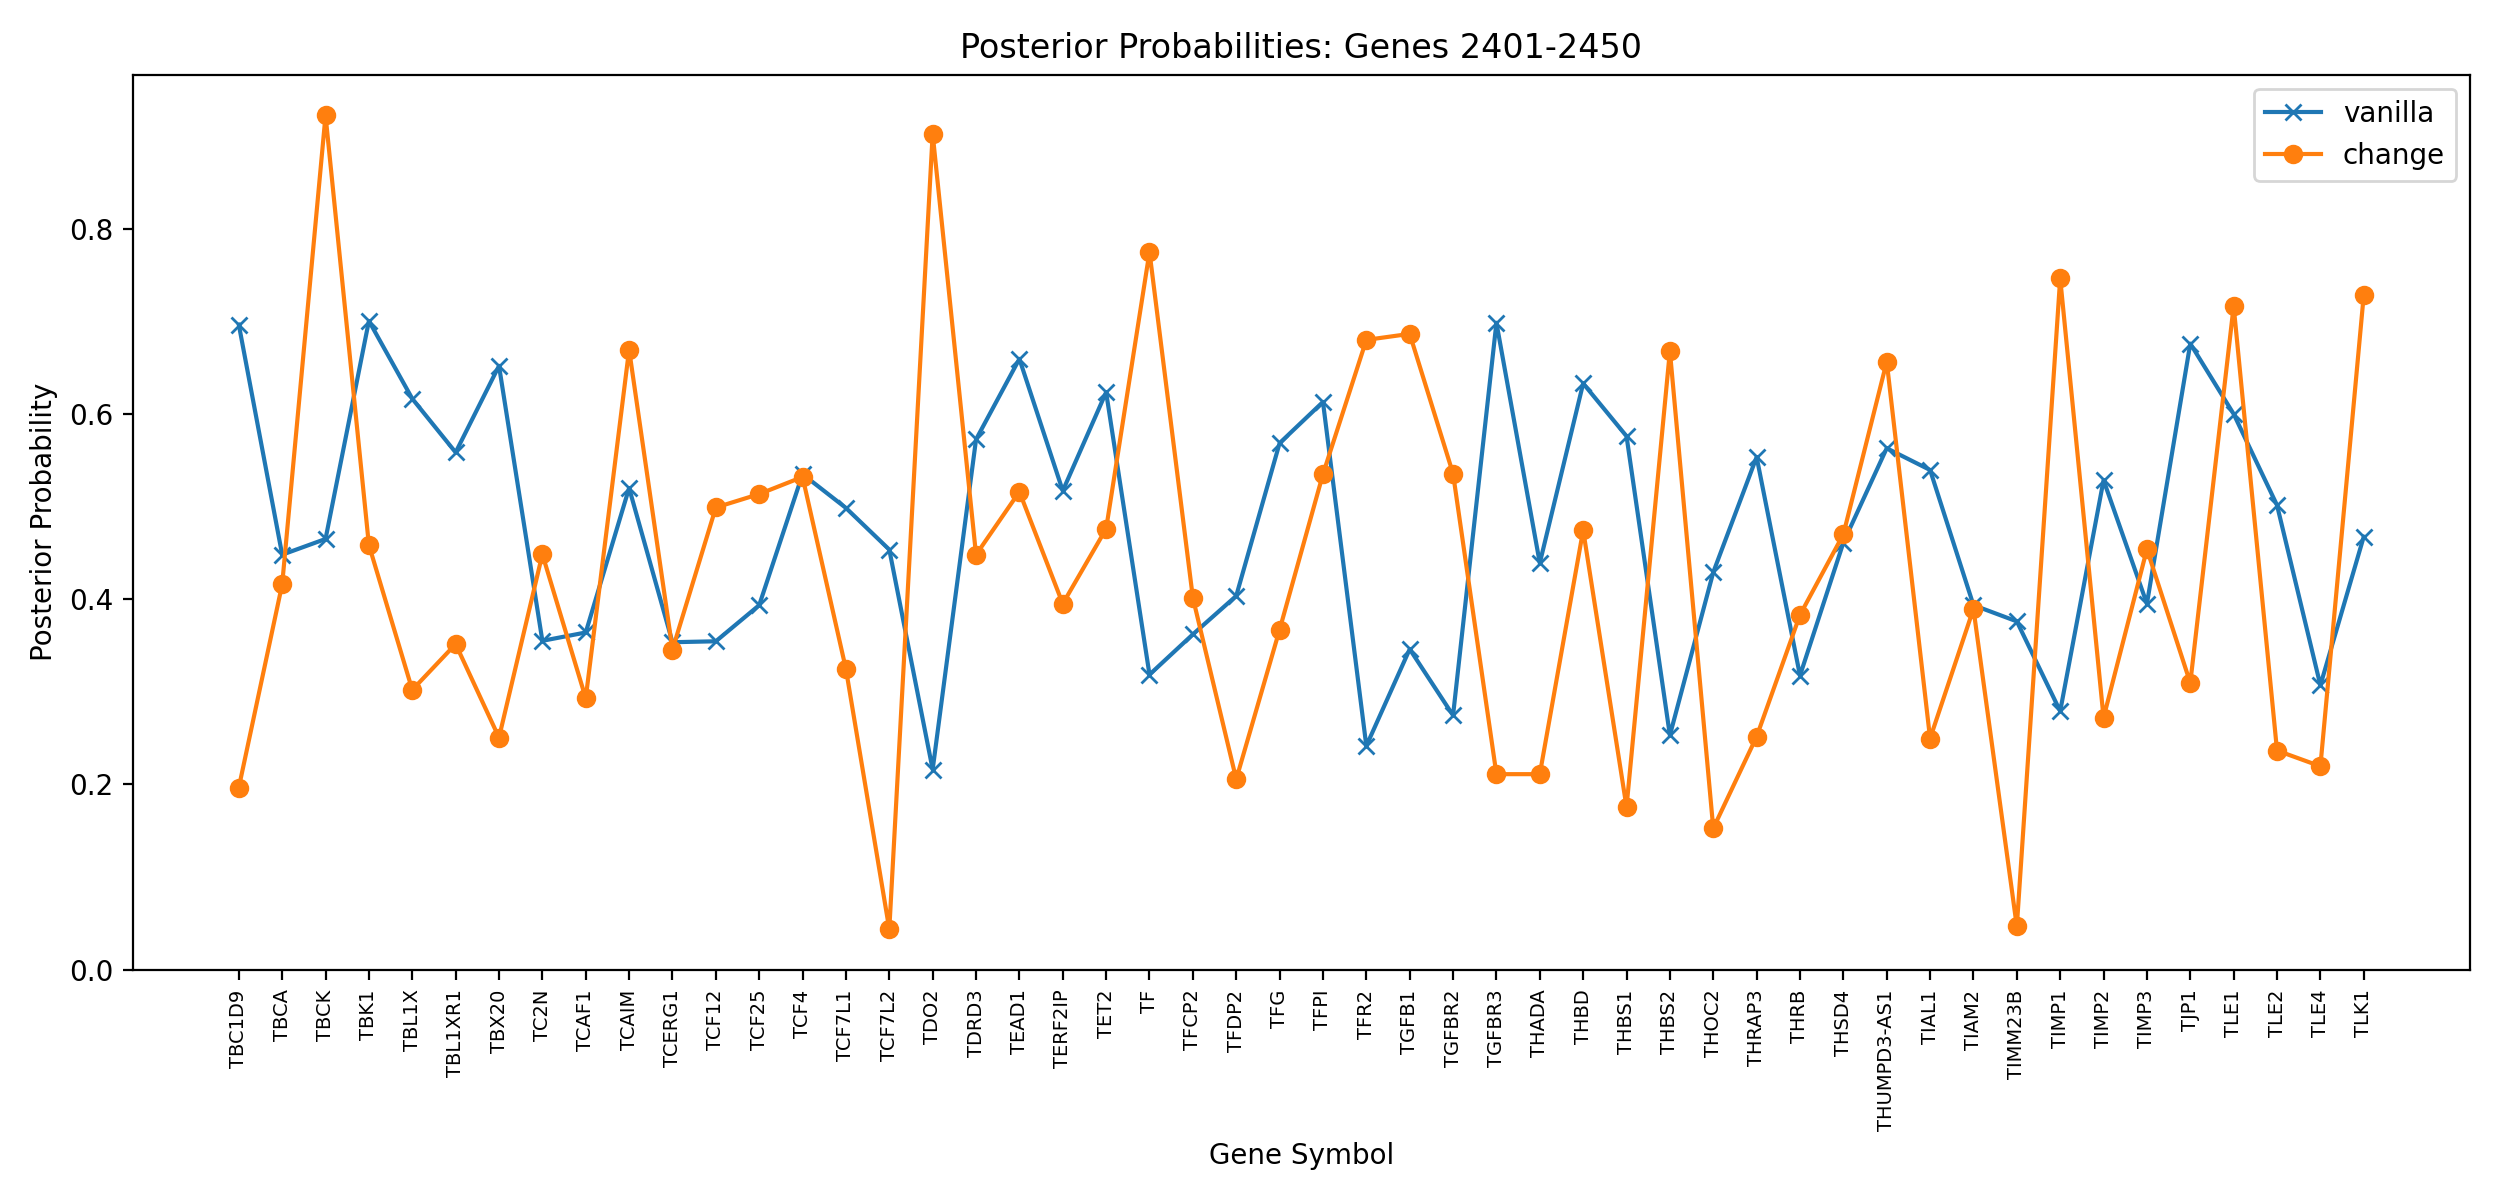 Posterior Probabilities: Genes 2401-2450
vanilla
change
Posterior Probability
0.8
0.6
0.4
0.2
0.0
TBC1D9
TBCA
TBCK
TBK1
TBL1X
TBL1XR1
TBX20
TC2N
TCAF1
TCAIM
TCERG1
TCF12
TCF25
TCF4
TCF7L1
TCF7L2
TDO2
TDRD3
TEAD1
TERF2IP
TET2
TF
TFCP2
TFDP2
TFG
TFPI
TFR2
TGFB1
TGFBR2
TGFBR3
THADA
THBD
THBS1
THBS2
THOC2
THRAP3
THRB
THSD4
THUMPD3-AS1
TIAL1
TIAM2
TIMM23B
TIMP1
TIMP2
TIMP3
TJP1
TLE1
TLE2
TLE4
TLK1
Gene Symbol